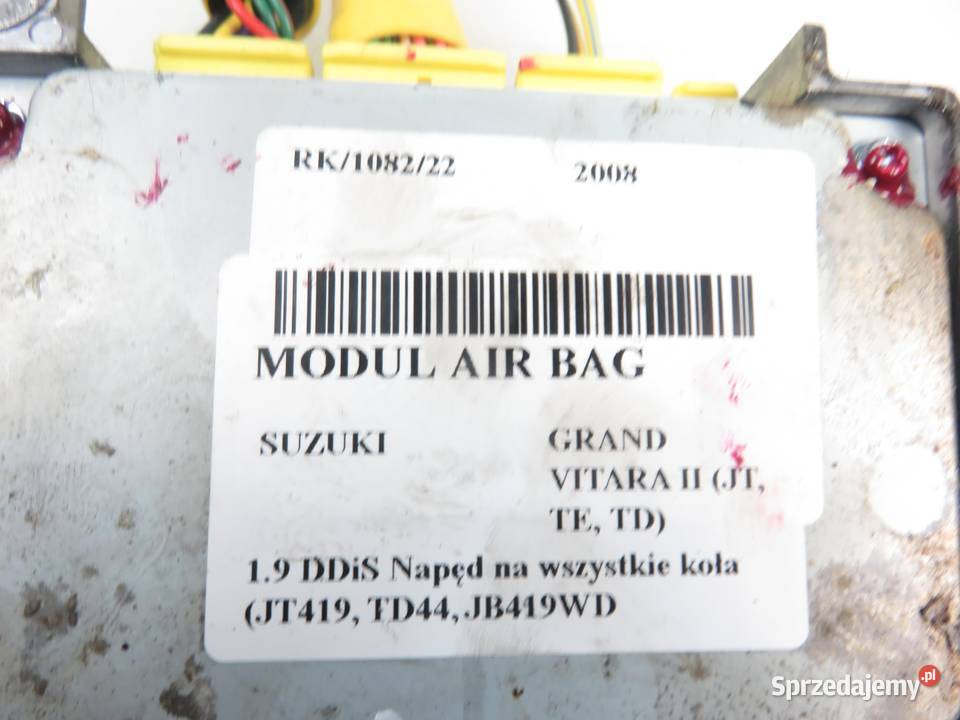 RK/1082/22 2008
MODUL AIR BAG
SUZUKI GRAND
VITARA II (JT,
TE, TD)
1.9 DDiS Napęd na wszystkie koła
(JT419, TD44, JB419WD
Sprzedajemy.pl